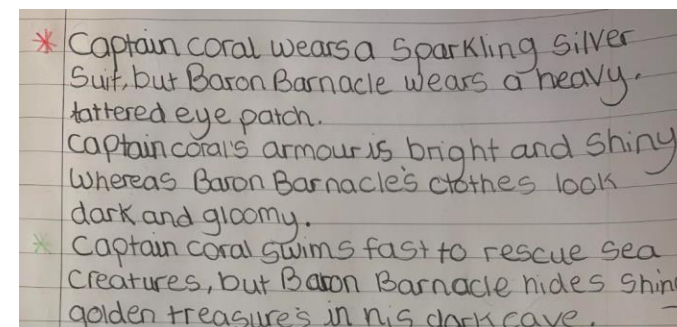 * Captain coral wears a Sparkling Silver
Suit, but Baron Barnacle wears a heavy.
tattered eye patch.
Captain coral's armour is bright and shiny
Whereas Baron Barnacle's clothes look
dark and gloomy.
* Captain coral swims fast to rescue sea
Creatures, but Baron Barnacle hides Shin
golden treasures in his dark cave.